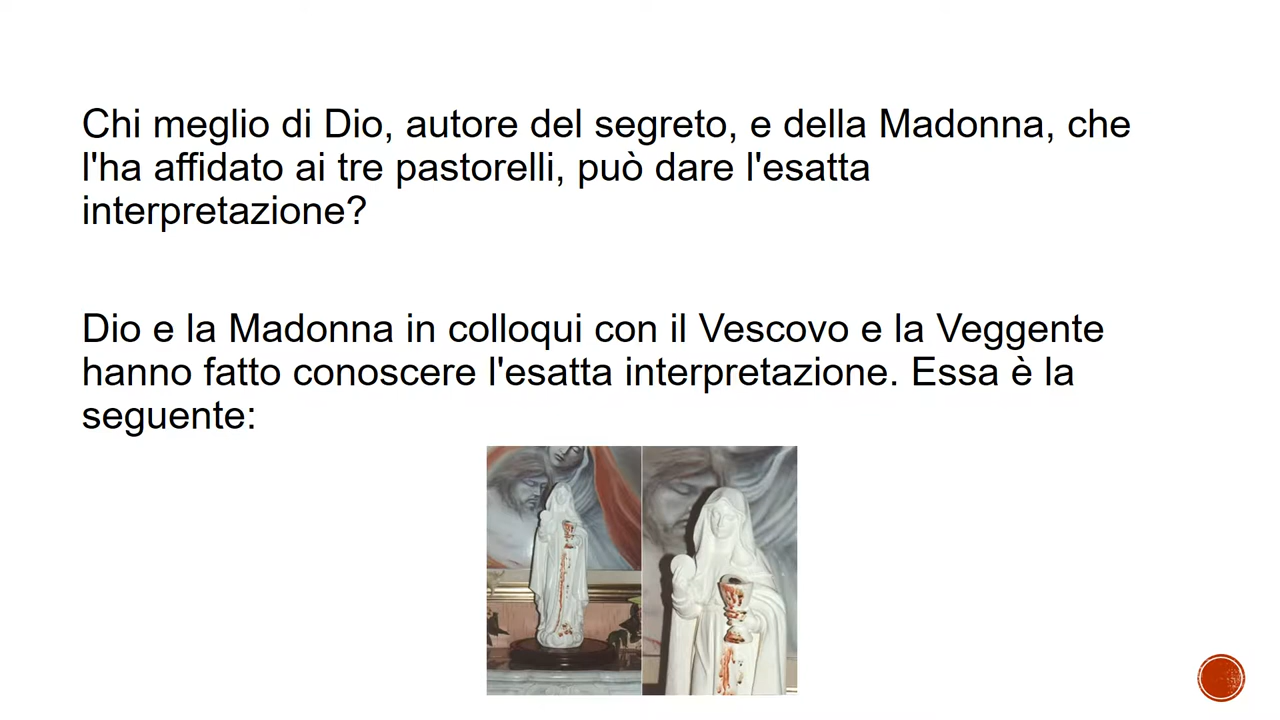 Chi meglio di Dio, autore del segreto, e della Madonna, che
l'ha affidato ai tre pastorelli, può dare l'esatta
interpretazione?
Dio e la Madonna in colloqui con il Vescovo e la Veggente
hanno fatto conoscere l'esatta interpretazione. Essa è la
seguente: